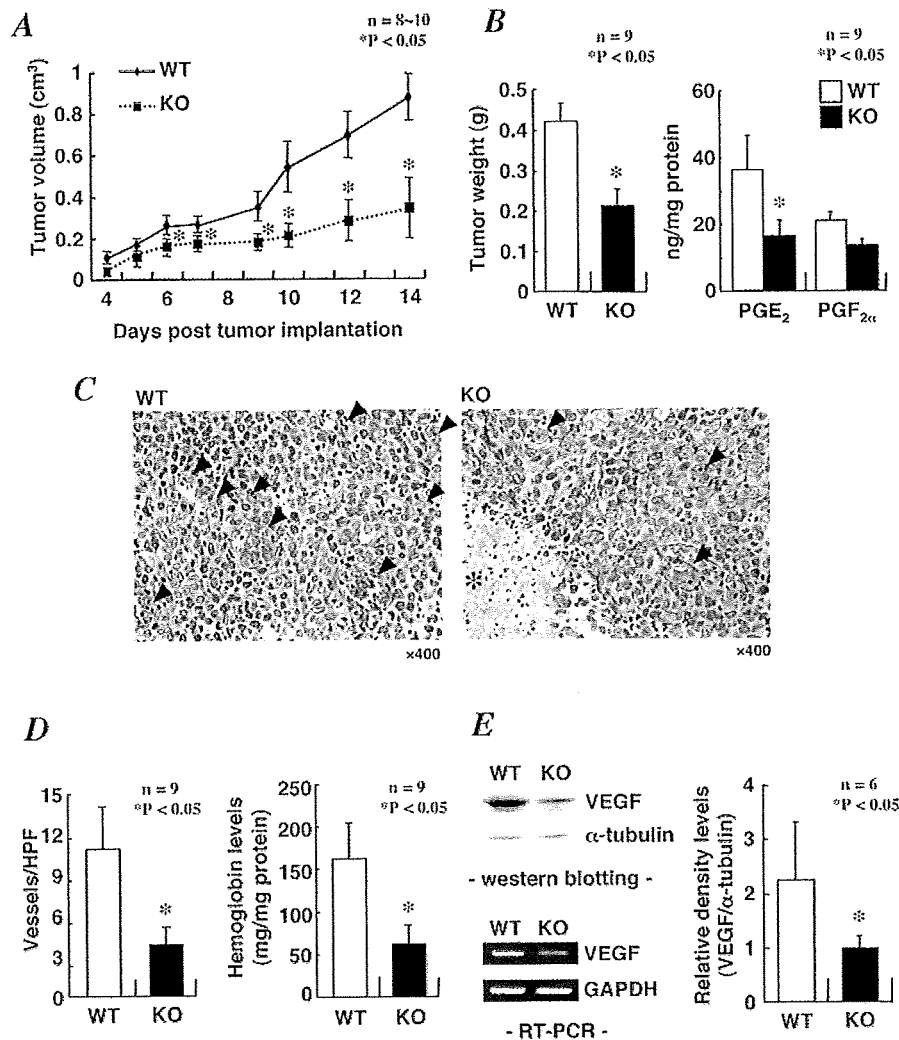 A
n = 8~10
*P < 0.05
WT
KO
Tumor volume (cm³)
1
0.8
0.6
0.4
0.2
0
4 6 8 10 12 14
* * * * * *
Days post tumor implantation
B
n = 9
*P < 0.05
Tumor weight (g)
0.5
0.4
0.3
0.2
0.1
0
*
WT KO
n = 9
*P < 0.05
WT
KO
ng/mg protein
60
40
20
0
*
PGE₂ PGF₂α
C
WT
KO
*
×400
×400
D
n = 9
*P < 0.05
Vessels/HPF
15
12
9
6
3
0
*
WT KO
n = 9
*P < 0.05
Hemoglobin levels
(mg/mg protein)
250
200
150
100
50
0
*
WT KO
E
WT KO
VEGF
α-tubulin
- western blotting -
WT KO
VEGF
GAPDH
- RT-PCR -
n = 6
*P < 0.05
Relative density levels
(VEGF/α-tubulin)
4
3
2
1
0
*
WT KO